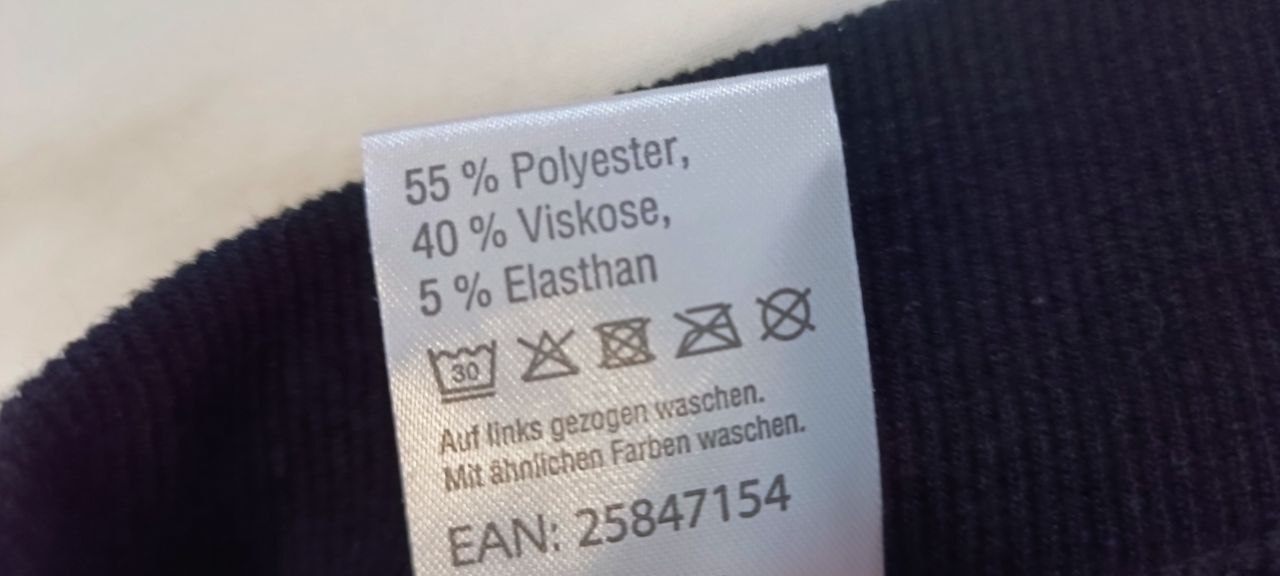 55 % Polyester,
40 % Viskose,
5 % Elasthan
30
Auf links gezogen waschen.
Mit ähnlichen Farben waschen.
EAN: 25847154